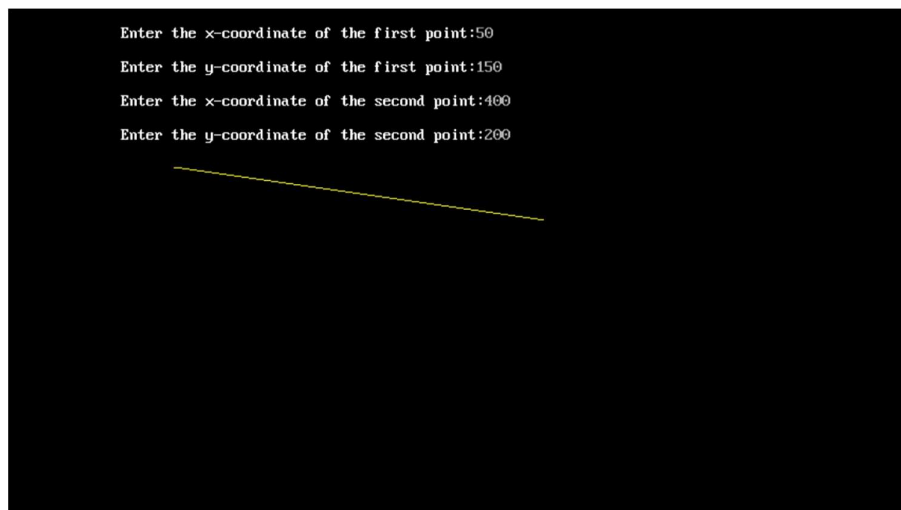 Enter the x-coordinate of the first point:50
Enter the y-coordinate of the first point:150
Enter the x-coordinate of the second point:400
Enter the y-coordinate of the second point:200